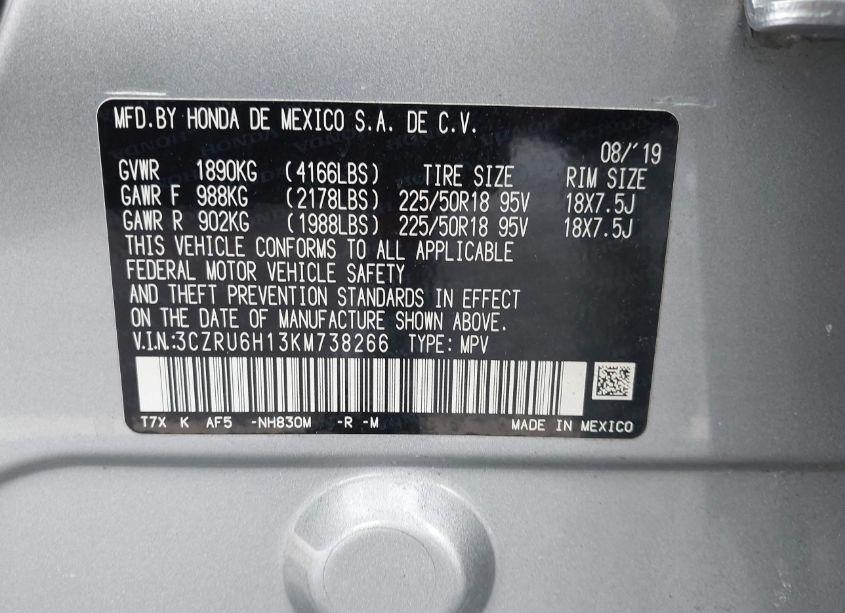 MFD.BY HONDA DE MEXICO S.A. DE C.V.
08/'19
GVWR 1890KG (4166LBS) TIRE SIZE RIM SIZE
GAWR F 988KG (2178LBS) 225/50R18 95V 18X7.5J
GAWR R 902KG (1988LBS) 225/50R18 95V 18X7.5J
THIS VEHICLE CONFORMS TO ALL APPLICABLE
FEDERAL MOTOR VEHICLE SAFETY
AND THEFT PREVENTION STANDARDS IN EFFECT
ON THE DATE OF MANUFACTURE SHOWN ABOVE.
V.I.N.:3CZRU6H13KM738266 TYPE: MPV
T7X K AF5 -NH830M -R -M MADE IN MEXICO